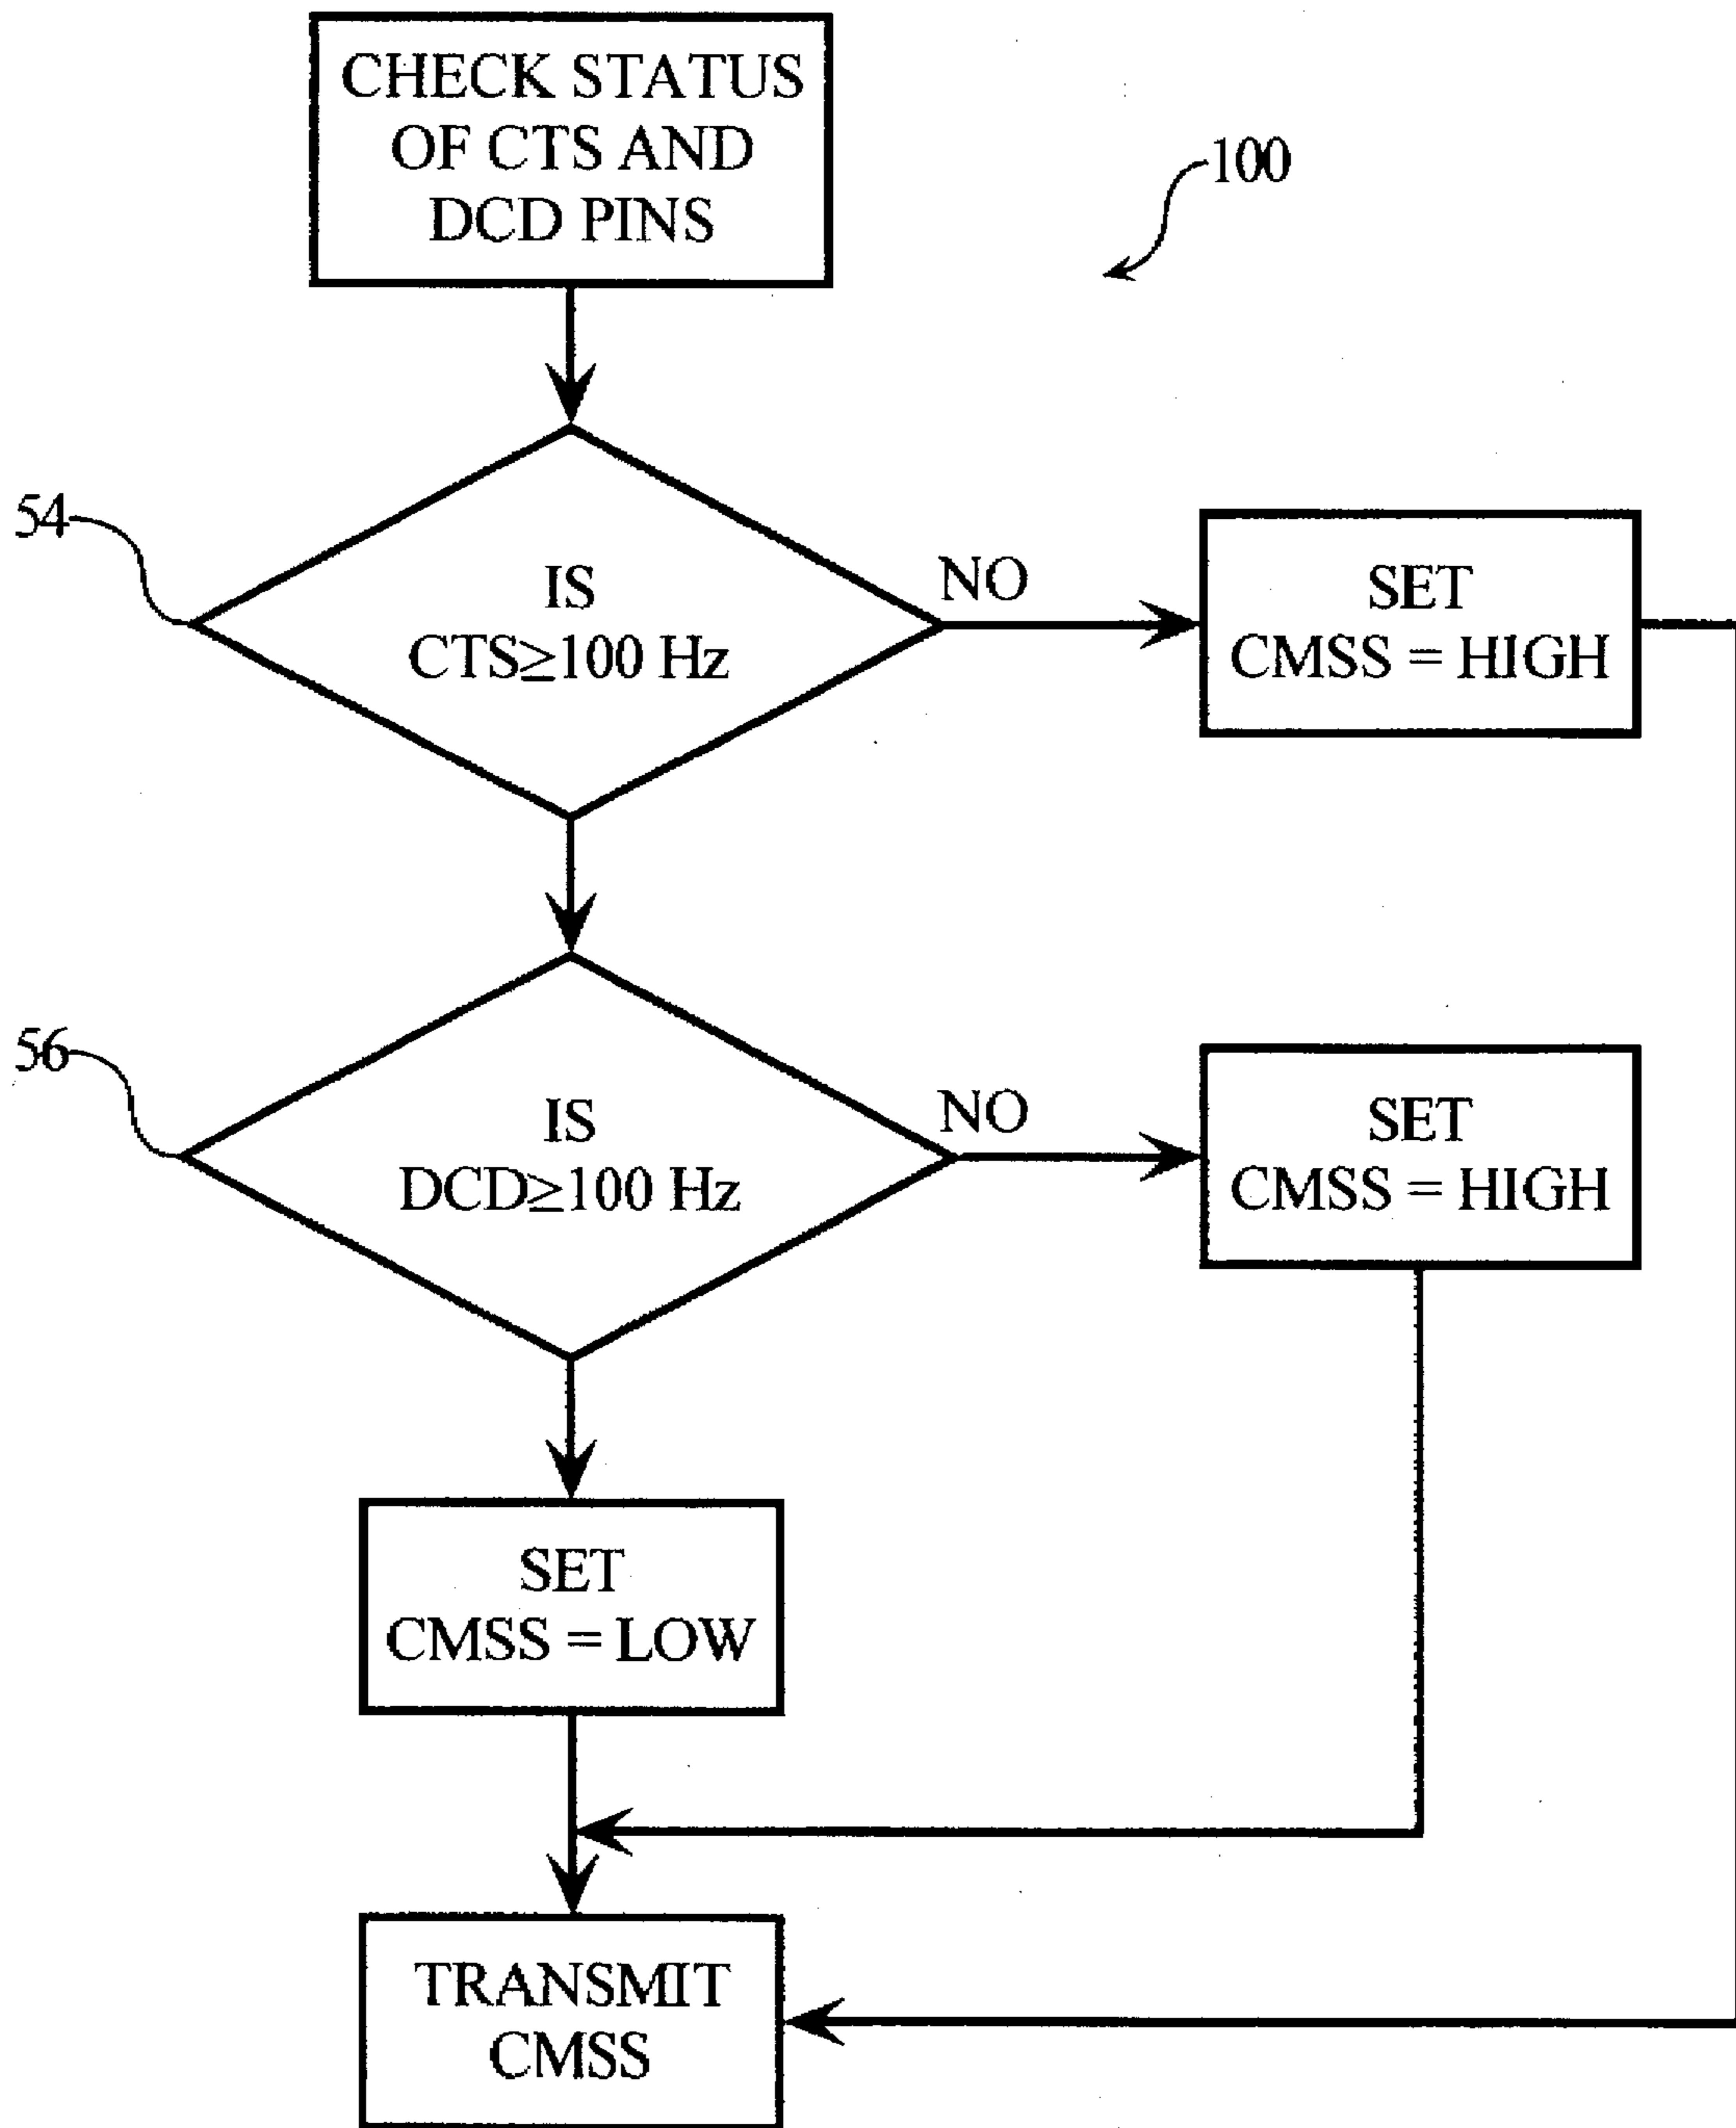 CHECK STATUS
OF CTS AND
DCD PINS
100
54
IS
CTS≥100 Hz
NO
SET
CMSS = HIGH
56
IS
DCD≥100 Hz
NO
SET
CMSS = HIGH
SET
CMSS = LOW
TRANSMIT
CMSS